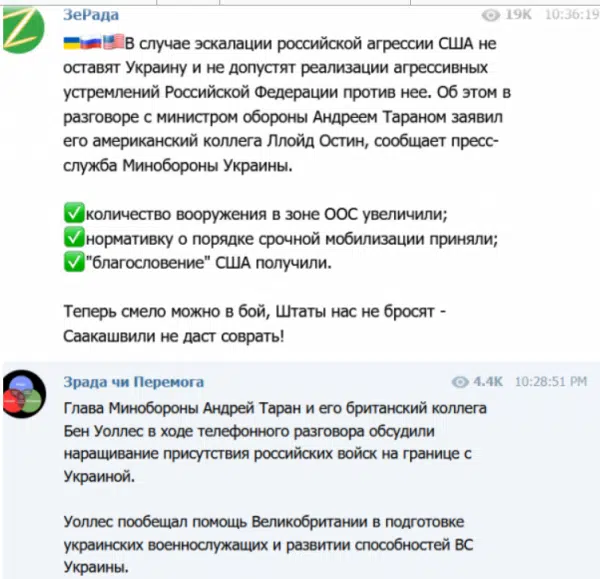 ЗеРада 19K 10:36:19
🇺🇦🇷🇺🇺🇸В случае эскалации российской агрессии США не
оставят Украину и не допустят реализации агрессивных
устремлений Российской Федерации против нее. Об этом в
разговоре с министром обороны Андреем Тараном заявил
его американский коллега Ллойд Остин, сообщает пресс-
служба Минобороны Украины.
✅количество вооружения в зоне ООС увеличили;
✅нормативку о порядке срочной мобилизации приняли;
✅"благословение" США получили.
Теперь смело можно в бой, Штаты нас не бросят -
Саакашвили не даст соврать!
Зрада чи Перемога 4.4K 10:28:51 PM
Глава Минобороны Андрей Таран и его британский коллега
Бен Уоллес в ходе телефонного разговора обсудили
наращивание присутствия российских войск на границе с
Украиной.
Уоллес пообещал помощь Великобритании в подготовке
украинских военнослужащих и развитии способностей ВС
Украины.